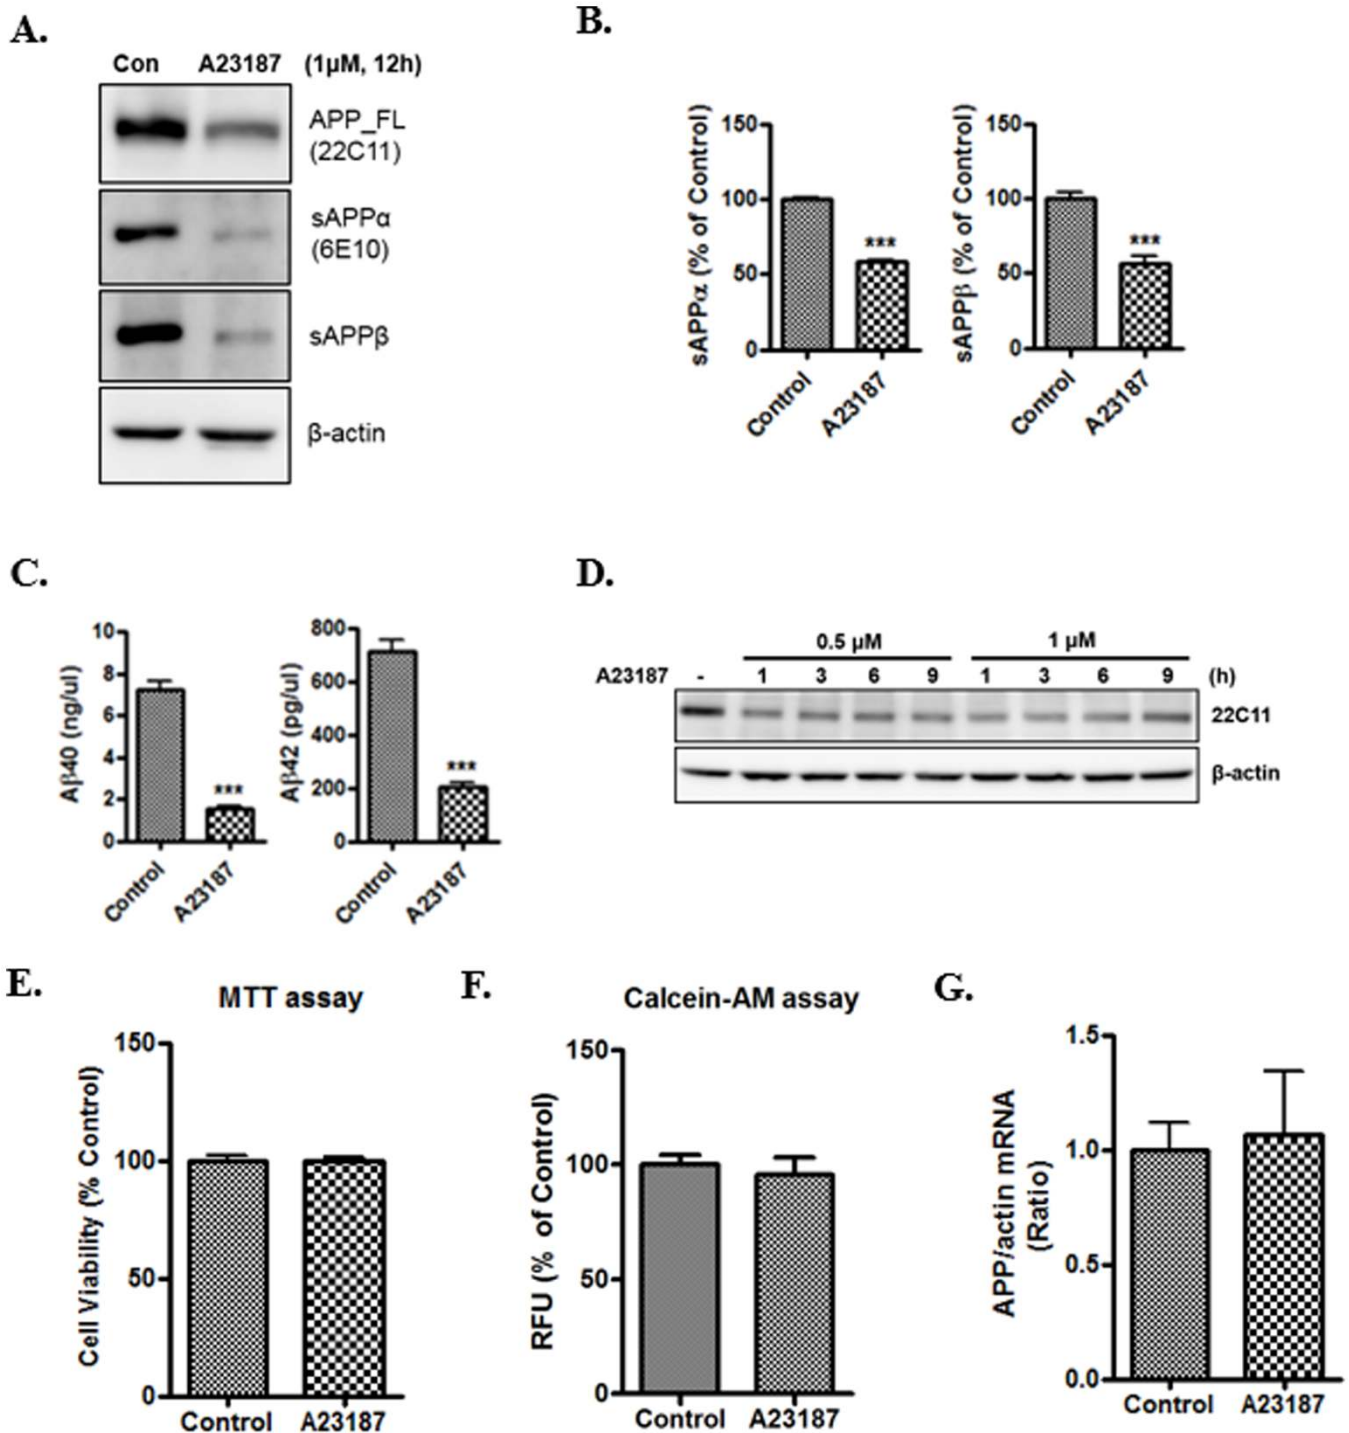 A.
Con A23187 (1μM, 12h)
APP_FL
(22C11)
sAPPα
(6E10)
sAPPβ
β-actin
B.
sAPPα (% of Control)
150
100
50
0
***
Control
A23187
sAPPβ (% of Control)
150
100
50
0
***
Control
A23187
C.
Aβ40 (ng/ul)
10
8
6
4
2
0
***
Control
A23187
Aβ42 (pg/ul)
800
600
400
200
0
***
Control
A23187
D.
0.5 μM 1 μM
A23187 - 1 3 6 9 1 3 6 9 (h)
22C11
β-actin
E.
MTT assay
Cell Viability (% Control)
150
100
50
0
Control A23187
F.
Calcein-AM assay
RFU (% of Control)
150
100
50
0
Control A23187
G.
APP/actin mRNA
(Ratio)
1.5
1.0
0.5
0.0
Control A23187